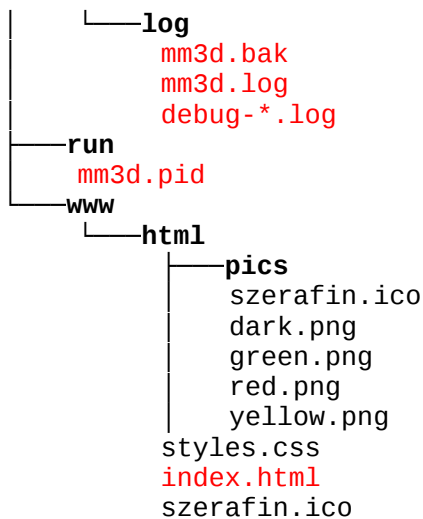 log
mm3d.bak
mm3d.log
debug-*.log
run
mm3d.pid
www
html
pics
szerafin.ico
dark.png
green.png
red.png
yellow.png
styles.css
index.html
szerafin.ico